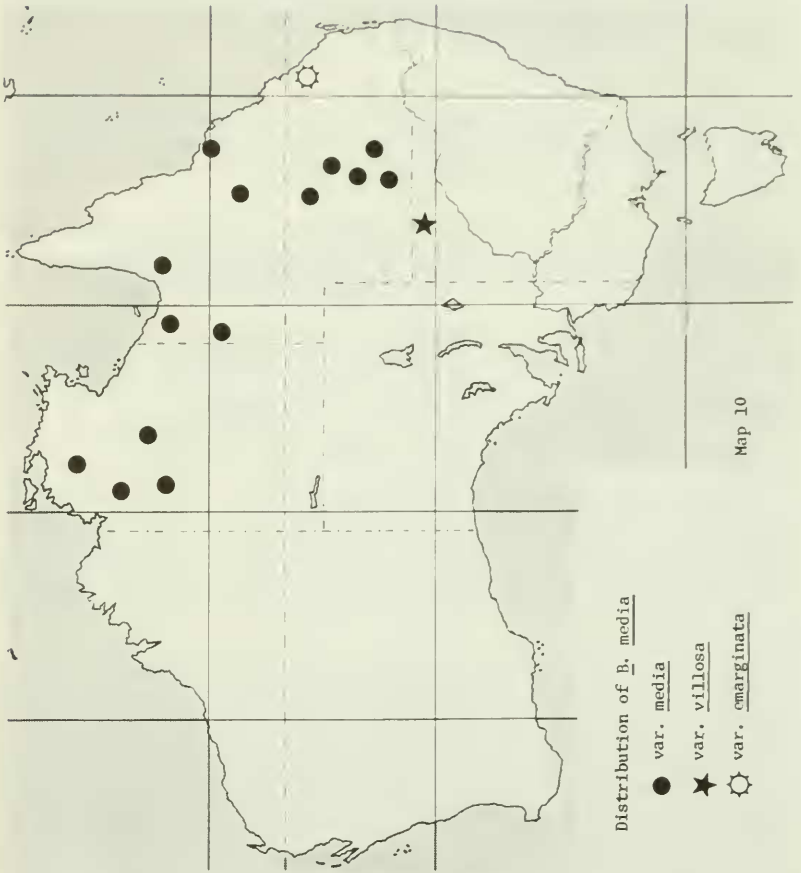 Distribution of B. media
var. media
var. villosa
var. emarginata
Map 10